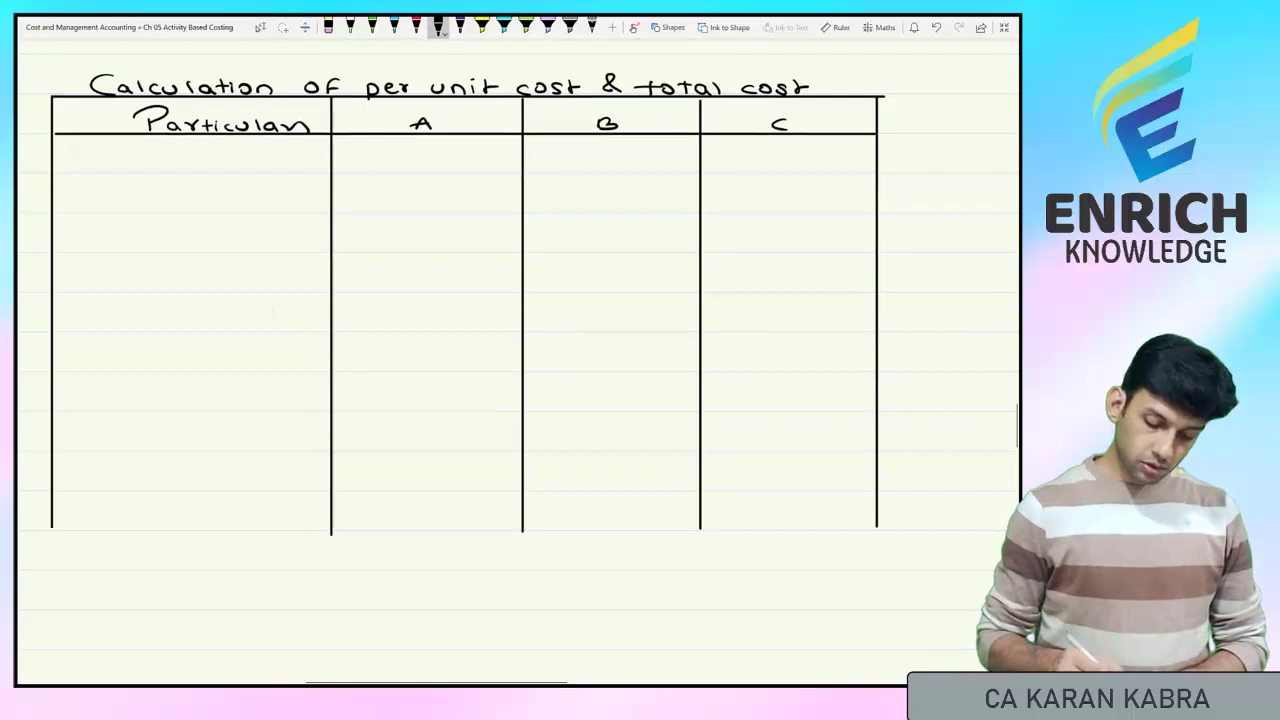 Cost and Management Accounting » Ch 05 Activity Based Costing
Shapes
Ink to Shape
Ink to Text
Ruler
Maths
Calculation of per unit cost & total cost
Particulars A B C
ENRICH
KNOWLEDGE
CA KARAN KABRA